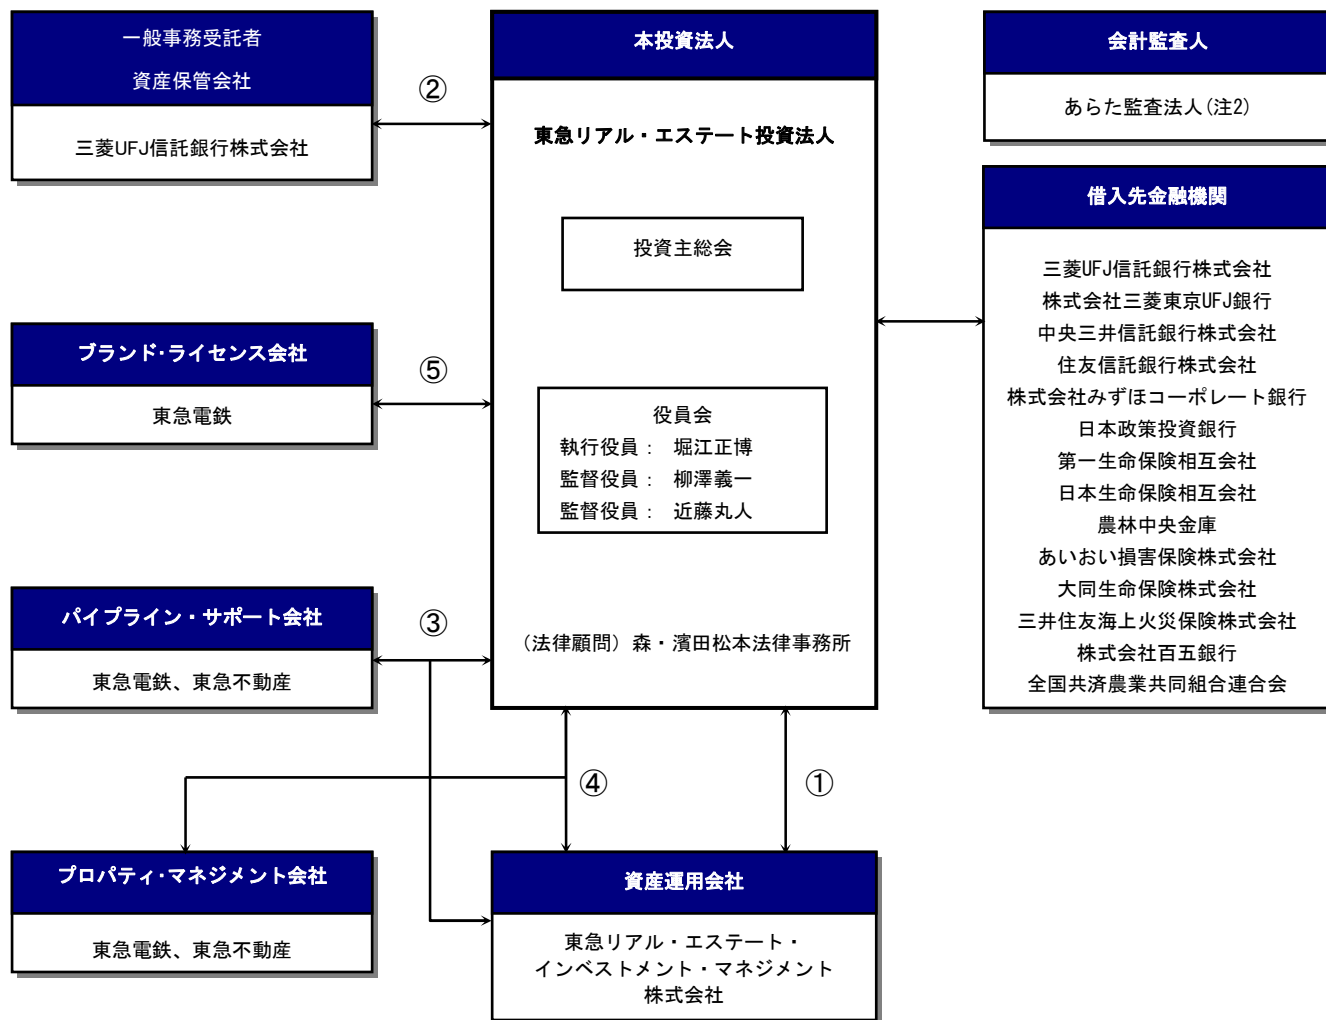 一般事務受託者
資産保管会社
三菱UFJ信託銀行株式会社
②
本投資法人
東急リアル・エステート投資法人
投資主総会
役員会
執行役員： 堀江正博
監督役員： 柳澤義一
監督役員： 近藤丸人
（法律顧問）森・濱田松本法律事務所
会計監査人
あらた監査法人(注2)
借入先金融機関
三菱UFJ信託銀行株式会社
株式会社三菱東京UFJ銀行
中央三井信託銀行株式会社
住友信託銀行株式会社
株式会社みずほコーポレート銀行
日本政策投資銀行
第一生命保険相互会社
日本生命保険相互会社
農林中央金庫
あいおい損害保険株式会社
大同生命保険株式会社
三井住友海上火災保険株式会社
株式会社百五銀行
全国共済農業共同組合連合会
ブランド・ライセンス会社
東急電鉄
⑤
パイプライン・サポート会社
東急電鉄、東急不動産
③
④
①
プロパティ・マネジメント会社
東急電鉄、東急不動産
資産運用会社
東急リアル・エステート・
インベストメント・マネジメント
株式会社